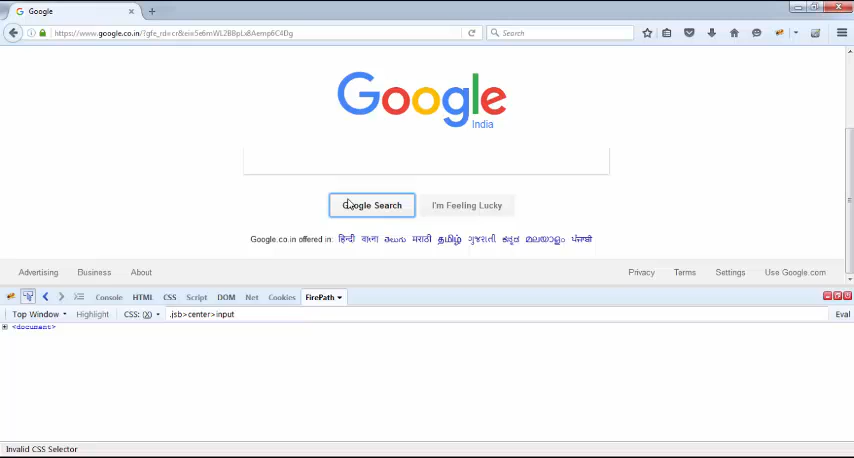 Google
https://www.google.co.in/?gfe_rd=cr&ei=5e6mWL2BBpLx8Aemp6C4Dg
Search
Google
India
Google Search
I'm Feeling Lucky
Google.co.in offered in: हिन्दी বাংলা తెలుగు मराठी தமிழ் ગુજરાતી ಕನ್ನಡ മലയാളം ਪੰਜਾਬੀ
Advertising Business About Privacy Terms Settings Use Google.com
Console HTML CSS Script DOM Net Cookies FirePath
Top Window Highlight CSS: (X) .jsb>center>input Eval
<document>
Invalid CSS Selector